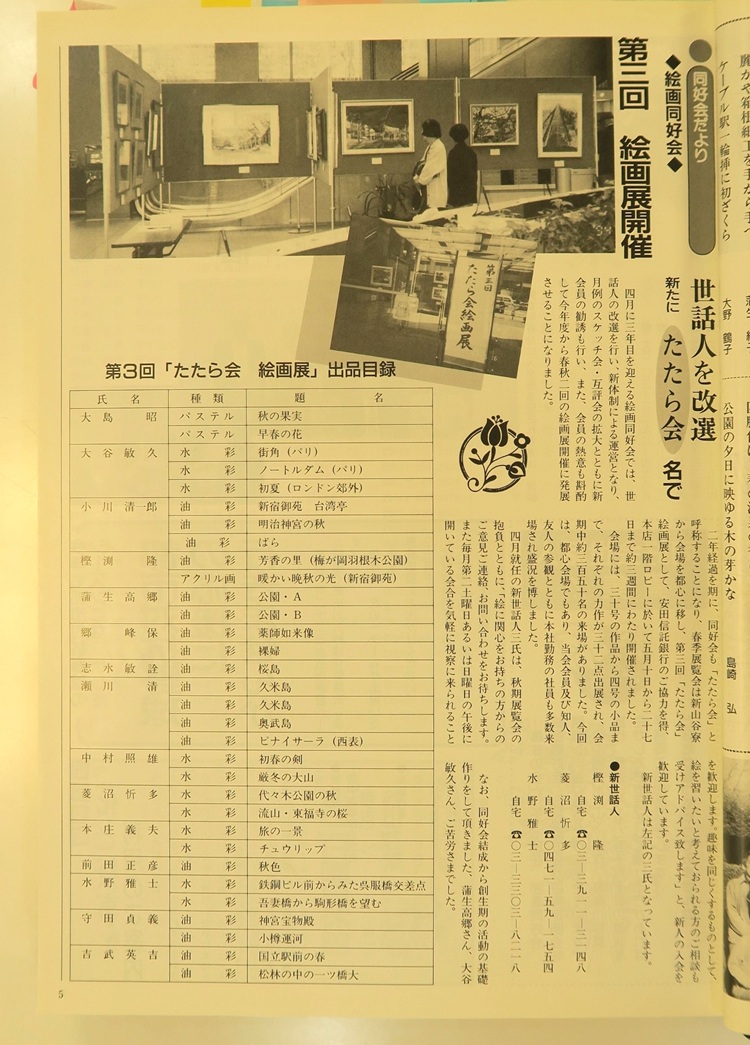 同好会だより
◆絵画同好会◆
第三回 絵画展開催
第三回
たたら会絵画展
世話人を改選
新たに たたら会 名で
四月に三年目を迎える絵画同好会では、世
話人の改選を行い、新体制による運営となり、
月例のスケッチ会・互評会の拡大とともに新
会員の勧誘も行い、また、会員の熱意も斟酌
して今年度から春秋二回の絵画展開催に発展
させることになりました。
二年経過を期に、同好会も「たたら会」と
呼称することになり、春季展覧会は新山谷寮
から会場を都心に移し、第三回「たたら会」
絵画展として、安田信託銀行のご協力を得、
本店一階ロビーに於いて五月十日から二十七
日まで約三週間にわたり開催されました。
会場には、三十号の作品から四号の小品ま
で、それぞれの力作が三十二点出展され、会
期中約三百五十名の来場がありました。今回
は、都心会場でもあり、当会会員及び知人、
友人の参観とともに本社勤務の社員も多数来
場され盛況を博しました。
四月就任の新世話人三氏は、秋期展覧会の
抱負とともに「絵に関心をお持ちの方からの
ご意見ご連絡、お問い合わせをお待ちします。
また毎月第二土曜日あるいは日曜日の午後に
開いている会合を気軽に視察に来られること
を歓迎します。趣味を同じくするものとして、
絵を習いたいと考えておられる方のご相談も
受けアドバイス致します」と、新人の入会を
歓迎しています。
新世話人は左記の三氏となっています。
●新世話人
樫渕 隆
自宅 ☎〇三―三九一一―三一四八
菱沼忻多
自宅 ☎〇四七一―五九―一七五四
水野雅士
自宅 ☎〇三―三三〇三―八二一八
なお、同好会結成から創生期の活動の基礎
作りをして頂きました、蒲生高郷さん、大谷
敏久さん、ご苦労さまでした。
第3回「たたら会 絵画展」出品目録
氏名 種類 題名
大島昭 パステル 秋の果実
パステル 早春の花
大谷敏久 水彩 街角(パリ)
水彩 ノートルダム(パリ)
水彩 初夏(ロンドン郊外)
小川清一郎 油彩 新宿御苑 台湾亭
油彩 明治神宮の秋
油彩 ばら
樫渕隆 油彩 芳香の里(梅が岡羽根木公園)
アクリル画 暖かい晩秋の光(新宿御苑)
蒲生高郷 油彩 公園・A
油彩 公園・B
郷峰保 油彩 薬師如来像
油彩 裸婦
志水敏詮 油彩 桜島
瀬川清 油彩 久米島
油彩 久米島
油彩 奥武島
油彩 ピナイサーラ(西表)
中村照雄 水彩 初春の剣
水彩 厳冬の大山
菱沼忻多 水彩 代々木公園の秋
水彩 流山・東福寺の桜
本庄義夫 水彩 旅の一景
水彩 チュウリップ
前田正彦 油彩 秋色
水野雅士 水彩 鉄鋼ビル前からみた呉服橋交差点
水彩 吾妻橋から駒形橋を望む
守田貞義 油彩 神宮宝物殿
油彩 小樽運河
吉武英吉 油彩 国立駅前の春
油彩 松林の中の一ツ橋大
5
ケーブル駅一輪挿に初ざくら
大野鶴子
公園の夕日に映ゆる木の芽かな
島崎弘